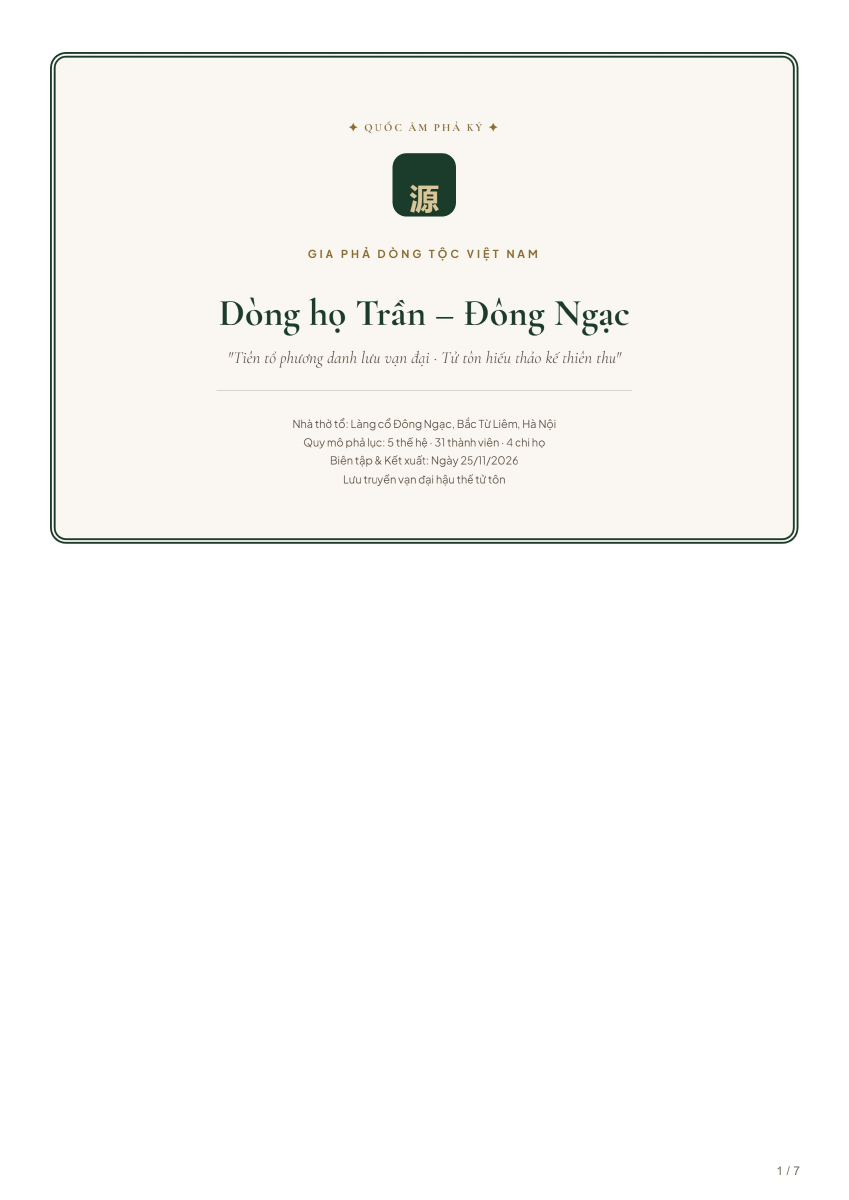 ✦ QUỐC ÂM PHẢ KÝ ✦
源
GIA PHẢ DÒNG TỘC VIỆT NAM
Dòng họ Trần – Đông Ngạc
"Tiên tổ phương danh lưu vạn đại · Tử tôn hiếu thảo kế thiên thu"
Nhà thờ tổ: Làng cổ Đông Ngạc, Bắc Từ Liêm, Hà Nội
Quy mô phả lục: 5 thế hệ · 31 thành viên · 4 chi họ
Biên tập & Kết xuất: Ngày 25/11/2026
Lưu truyền vạn đại hậu thế tử tôn
1 / 7